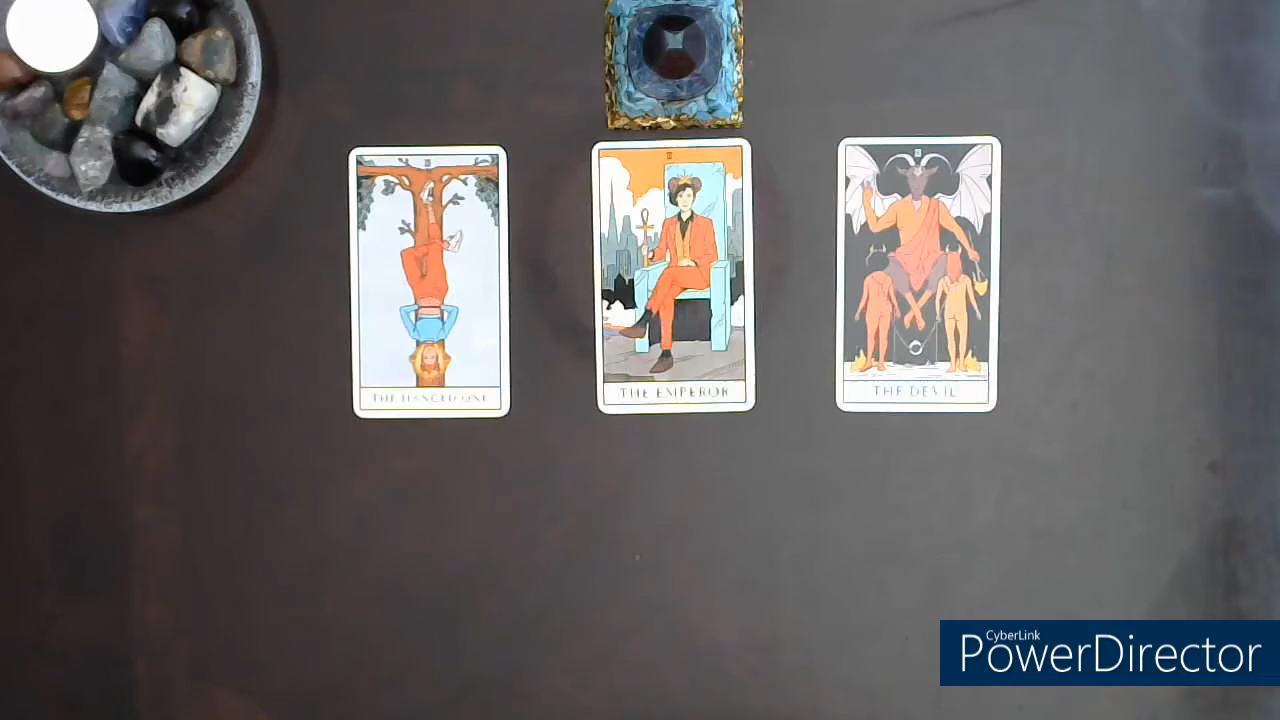 THE HANGED ONE
THE EMPEROR
THE DEVIL
CyberLink
PowerDirector